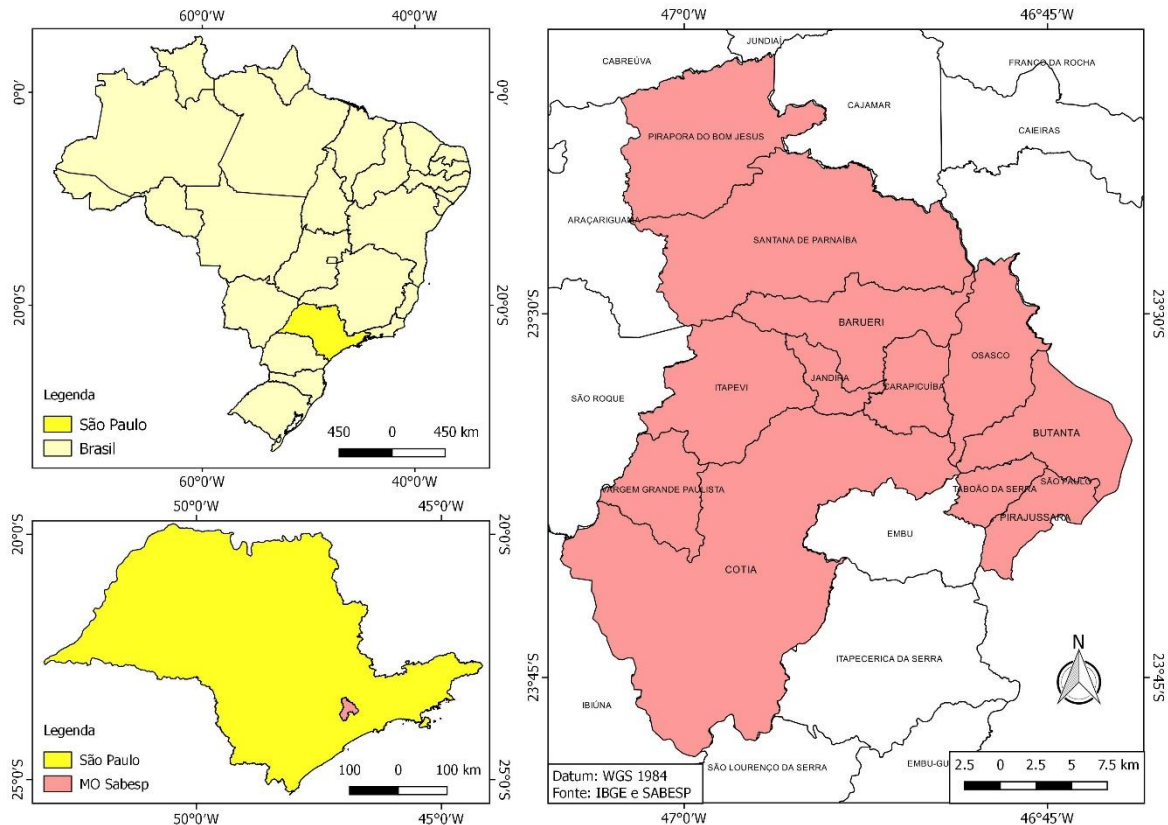 60°0'W 40°0'W
0°0'
0°0'
20°0'S
20°0'S
Legenda
São Paulo
Brasil
450 0 450 km
60°0'W 40°0'W
50°0'W 45°0'W
20°0'S
20°0'S
Legenda
São Paulo
MO Sabesp
100 0 100 km
25°0'S
25°0'S
50°0'W 45°0'W
47°0'W 46°45'W
JUNDIAÍ
CABREÚVA
FRANCO DA ROCHA
CAJAMAR
CAIEIRAS
PIRAPORA DO BOM JESUS
ARAÇARIGUAMA
SANTANA DE PARNAÍBA
23°30'S
23°30'S
BARUERI
OSASCO
ITAPEVI
JANDIRA
CARAPICUÍBA
SÃO ROQUE
BUTANTA
VARGEM GRANDE PAULISTA
TABOÃO DA SERRA
SÃO PAULO
PIRAJUSSARA
EMBU
COTIA
N
ITAPECERICA DA SERRA
23°45'S
23°45'S
IBIÚNA
SÃO LOURENÇO DA SERRA
EMBU-GU
Datum: WGS 1984
Fonte: IBGE e SABESP
2.5 0 2.5 5 7.5 km
47°0'W 46°45'W